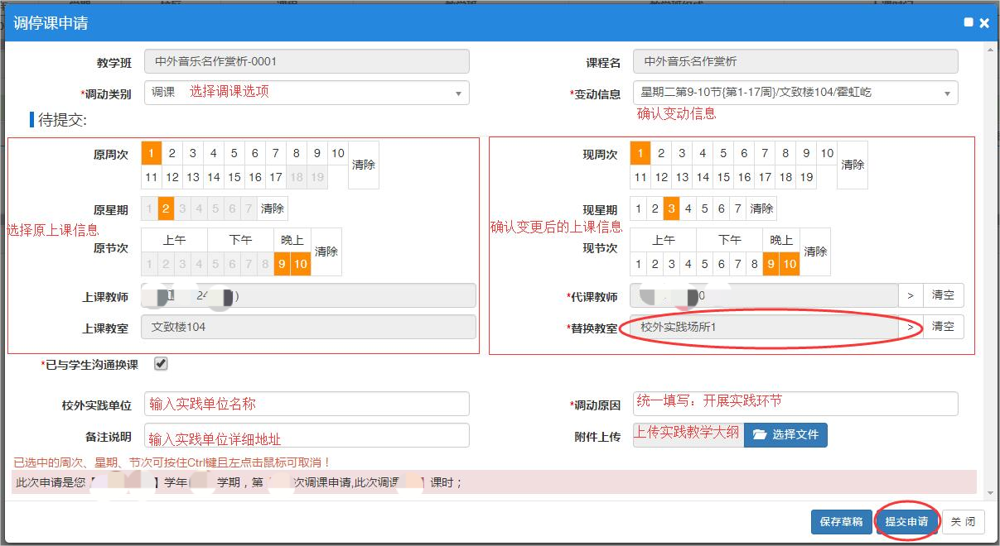 调停课申请
教学班 中外音乐名作赏析-0001 课程名 中外音乐名作赏析
*调动类别 调课 选择调课选项 *变动信息 星期二第9-10节{第1-17周}/文致楼104/霍虹屹
确认变动信息
待提交:
原周次 1 2 3 4 5 6 7 8 9 10 清除 现周次 1 2 3 4 5 6 7 8 9 10 清除
11 12 13 14 15 16 17 18 19 11 12 13 14 15 16 17 18 19
原星期 1 2 3 4 5 6 7 清除 现星期 1 2 3 4 5 6 7 清除
选择原上课信息 确认变更后的上课信息
原节次 上午 下午 晚上 清除 现节次 上午 下午 晚上 清除
1 2 3 4 5 6 7 8 9 10 1 2 3 4 5 6 7 8 9 10
上课教师 24 ) *代课教师 0 > 清空
上课教室 文致楼104 *替换教室 校外实践场所1 > 清空
*已与学生沟通换课
校外实践单位 输入实践单位名称 *调动原因 统一填写：开展实践环节
备注说明 输入实践单位详细地址 附件上传 上传实践教学大纲 选择文件
已选中的周次、星期、节次可按住Ctrl键且左点击鼠标可取消！
此次申请是您【 】学年 学期，第 次调课申请,此次调课 】课时；
保存草稿 提交申请 关 闭